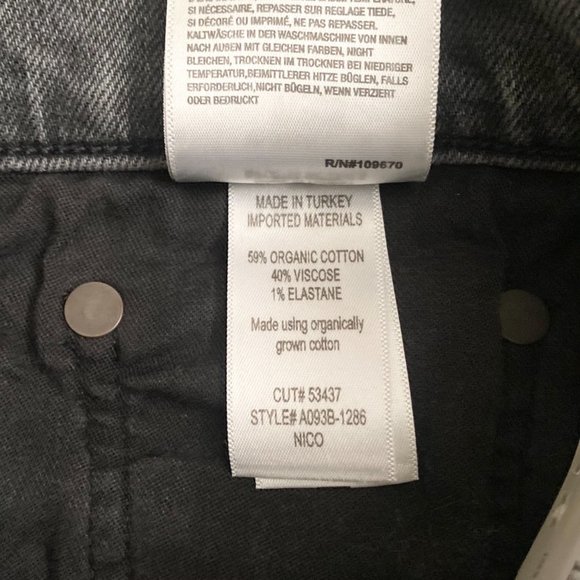 SI NÉCESSAIRE, REPASSER SUR REGLAGE TIEDE,
SI DÉCORÉ OU IMPRIMÉ, NE PAS REPASSER.
KALTWÄSCHE IN DER WASCHMASCHINE VON INNEN
NACH AUßEN MIT GLEICHEN FARBEN, NIGHT
BLEICHEN, TROCKNEN IM TROCKNER BEI NIEDRIGER
TEMPERATUR,BEIMITTLERER HITZE BÜGLEN, FALLS
ERFORDERLICH,NICHT BÜGELN, WENN VERZIERT
ODER BEDRUCKT
R/N#109670
MADE IN TURKEY
IMPORTED MATERIALS
59% ORGANIC COTTON
40% VISCOSE
1% ELASTANE
Made using organically
grown cotton
CUT# 53437
STYLE# A093B-1286
NICO